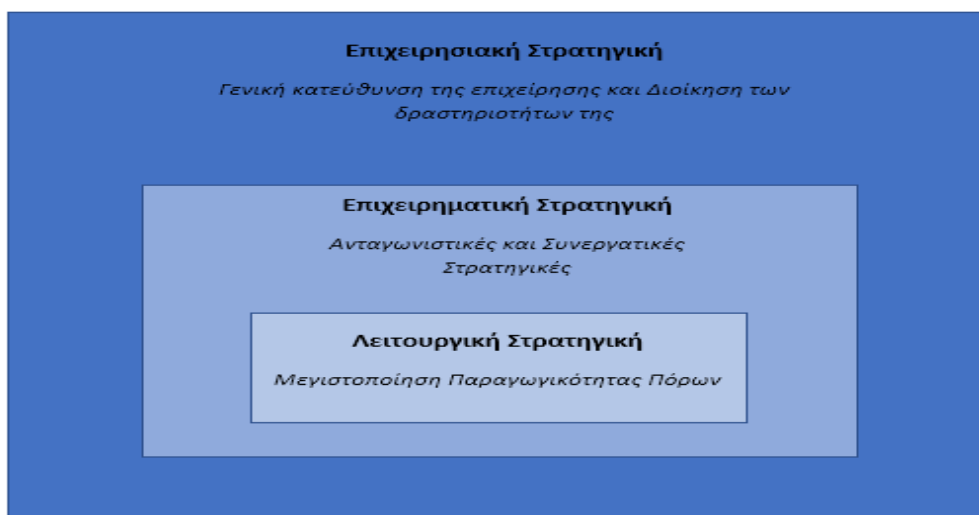 Επιχειρησιακή Στρατηγική
Γενική κατεύθυνση της επιχείρησης και Διοίκηση των
δραστηριοτήτων της
Επιχειρηματική Στρατηγική
Ανταγωνιστικές και Συνεργατικές
Στρατηγικές
Λειτουργική Στρατηγική
Μεγιστοποίηση Παραγωγικότητας Πόρων